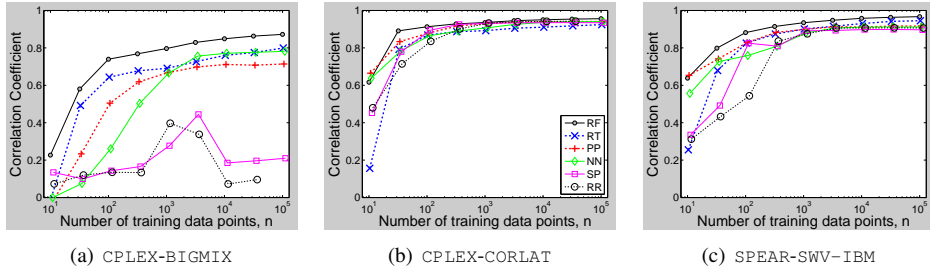 Correlation Coefficient
1
0.8
0.6
0.4
0.2
0
10^1
10^2
10^3
10^4
10^5
Number of training data points, n
(a) CPLEX-BIGMIX
Correlation Coefficient
1
0.8
0.6
0.4
0.2
0
RF
RT
PP
NN
SP
RR
10^1
10^2
10^3
10^4
10^5
Number of training data points, n
(b) CPLEX-CORLAT
Correlation Coefficient
1
0.8
0.6
0.4
0.2
0
10^1
10^2
10^3
10^4
10^5
Number of training data points, n
(c) SPEAR-SWV-IBM